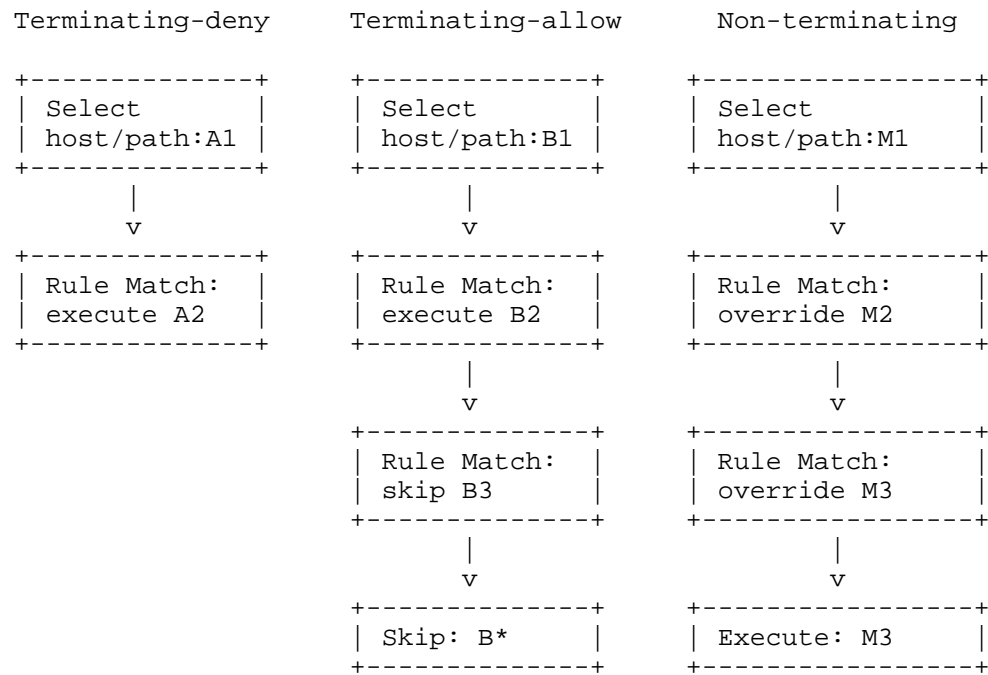 Terminating-deny Terminating-allow Non-terminating
Select Select Select
host/path:A1 host/path:B1 host/path:M1
v v v
Rule Match: Rule Match: Rule Match:
execute A2 execute B2 override M2
v v
Rule Match: Rule Match:
skip B3 override M3
v v
Skip: B* Execute: M3